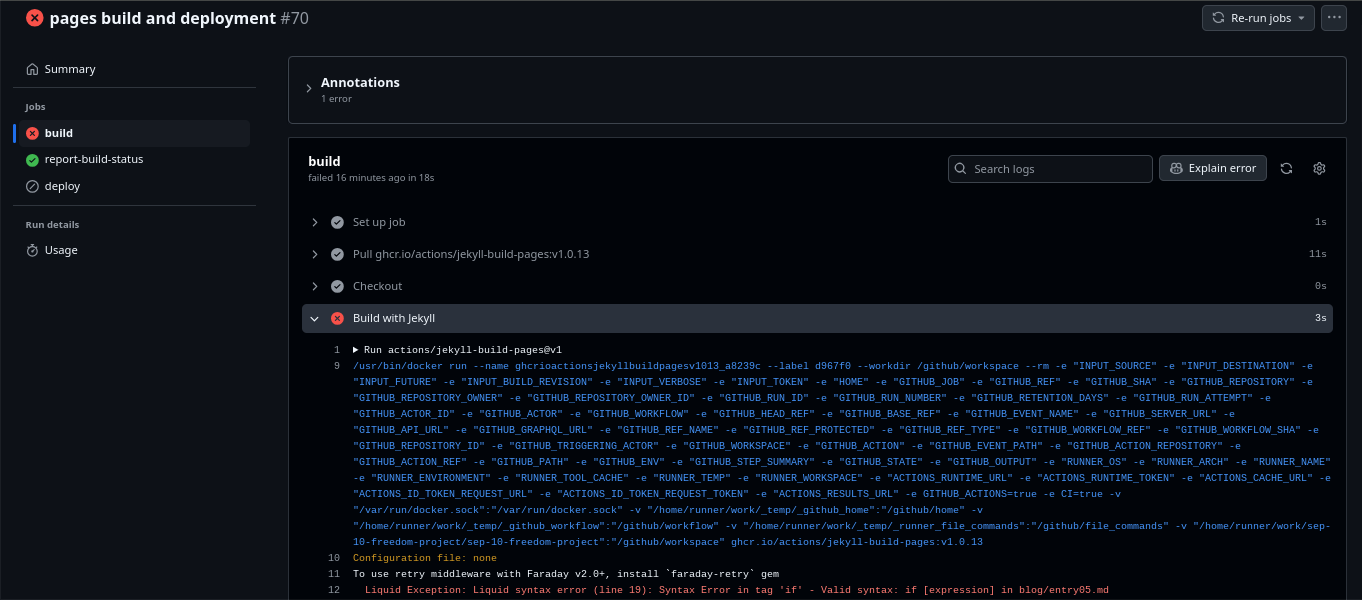 pages build and deployment #70
Re-run jobs
Summary
Jobs
build
report-build-status
deploy
Run details
Usage
Annotations
1 error
build
failed 16 minutes ago in 18s
Search logs
Explain error
Set up job 1s
Pull ghcr.io/actions/jekyll-build-pages:v1.0.13 11s
Checkout 0s
Build with Jekyll 3s
1 ▶ Run actions/jekyll-build-pages@v1
9 /usr/bin/docker run --name ghcrioactionsjekyllbuildpagesv1013_a8239c --label d967f0 --workdir /github/workspace --rm -e "INPUT_SOURCE" -e "INPUT_DESTINATION" -e
"INPUT_FUTURE" -e "INPUT_BUILD_REVISION" -e "INPUT_VERBOSE" -e "INPUT_TOKEN" -e "HOME" -e "GITHUB_JOB" -e "GITHUB_REF" -e "GITHUB_SHA" -e "GITHUB_REPOSITORY" -e
"GITHUB_REPOSITORY_OWNER" -e "GITHUB_REPOSITORY_OWNER_ID" -e "GITHUB_RUN_ID" -e "GITHUB_RUN_NUMBER" -e "GITHUB_RETENTION_DAYS" -e "GITHUB_RUN_ATTEMPT" -e
"GITHUB_ACTOR_ID" -e "GITHUB_ACTOR" -e "GITHUB_WORKFLOW" -e "GITHUB_HEAD_REF" -e "GITHUB_BASE_REF" -e "GITHUB_EVENT_NAME" -e "GITHUB_SERVER_URL" -e
"GITHUB_API_URL" -e "GITHUB_GRAPHQL_URL" -e "GITHUB_REF_NAME" -e "GITHUB_REF_PROTECTED" -e "GITHUB_REF_TYPE" -e "GITHUB_WORKFLOW_REF" -e "GITHUB_WORKFLOW_SHA" -e
"GITHUB_REPOSITORY_ID" -e "GITHUB_TRIGGERING_ACTOR" -e "GITHUB_WORKSPACE" -e "GITHUB_ACTION" -e "GITHUB_EVENT_PATH" -e "GITHUB_ACTION_REPOSITORY" -e
"GITHUB_ACTION_REF" -e "GITHUB_PATH" -e "GITHUB_ENV" -e "GITHUB_STEP_SUMMARY" -e "GITHUB_STATE" -e "GITHUB_OUTPUT" -e "RUNNER_OS" -e "RUNNER_ARCH" -e "RUNNER_NAME"
-e "RUNNER_ENVIRONMENT" -e "RUNNER_TOOL_CACHE" -e "RUNNER_TEMP" -e "RUNNER_WORKSPACE" -e "ACTIONS_RUNTIME_URL" -e "ACTIONS_RUNTIME_TOKEN" -e "ACTIONS_CACHE_URL" -e
"ACTIONS_ID_TOKEN_REQUEST_URL" -e "ACTIONS_ID_TOKEN_REQUEST_TOKEN" -e "ACTIONS_RESULTS_URL" -e GITHUB_ACTIONS=true -e CI=true -v
"/var/run/docker.sock":"/var/run/docker.sock" -v "/home/runner/work/_temp/_github_home":"/github/home" -v
"/home/runner/work/_temp/_github_workflow":"/github/workflow" -v "/home/runner/work/_temp/_runner_file_commands":"/github/file_commands" -v "/home/runner/work/sep-
10-freedom-project/sep-10-freedom-project":"/github/workspace" ghcr.io/actions/jekyll-build-pages:v1.0.13
10 Configuration file: none
11 To use retry middleware with Faraday v2.0+, install `faraday-retry` gem
12 Liquid Exception: Liquid syntax error (line 19): Syntax Error in tag 'if' - Valid syntax: if [expression] in blog/entry05.md